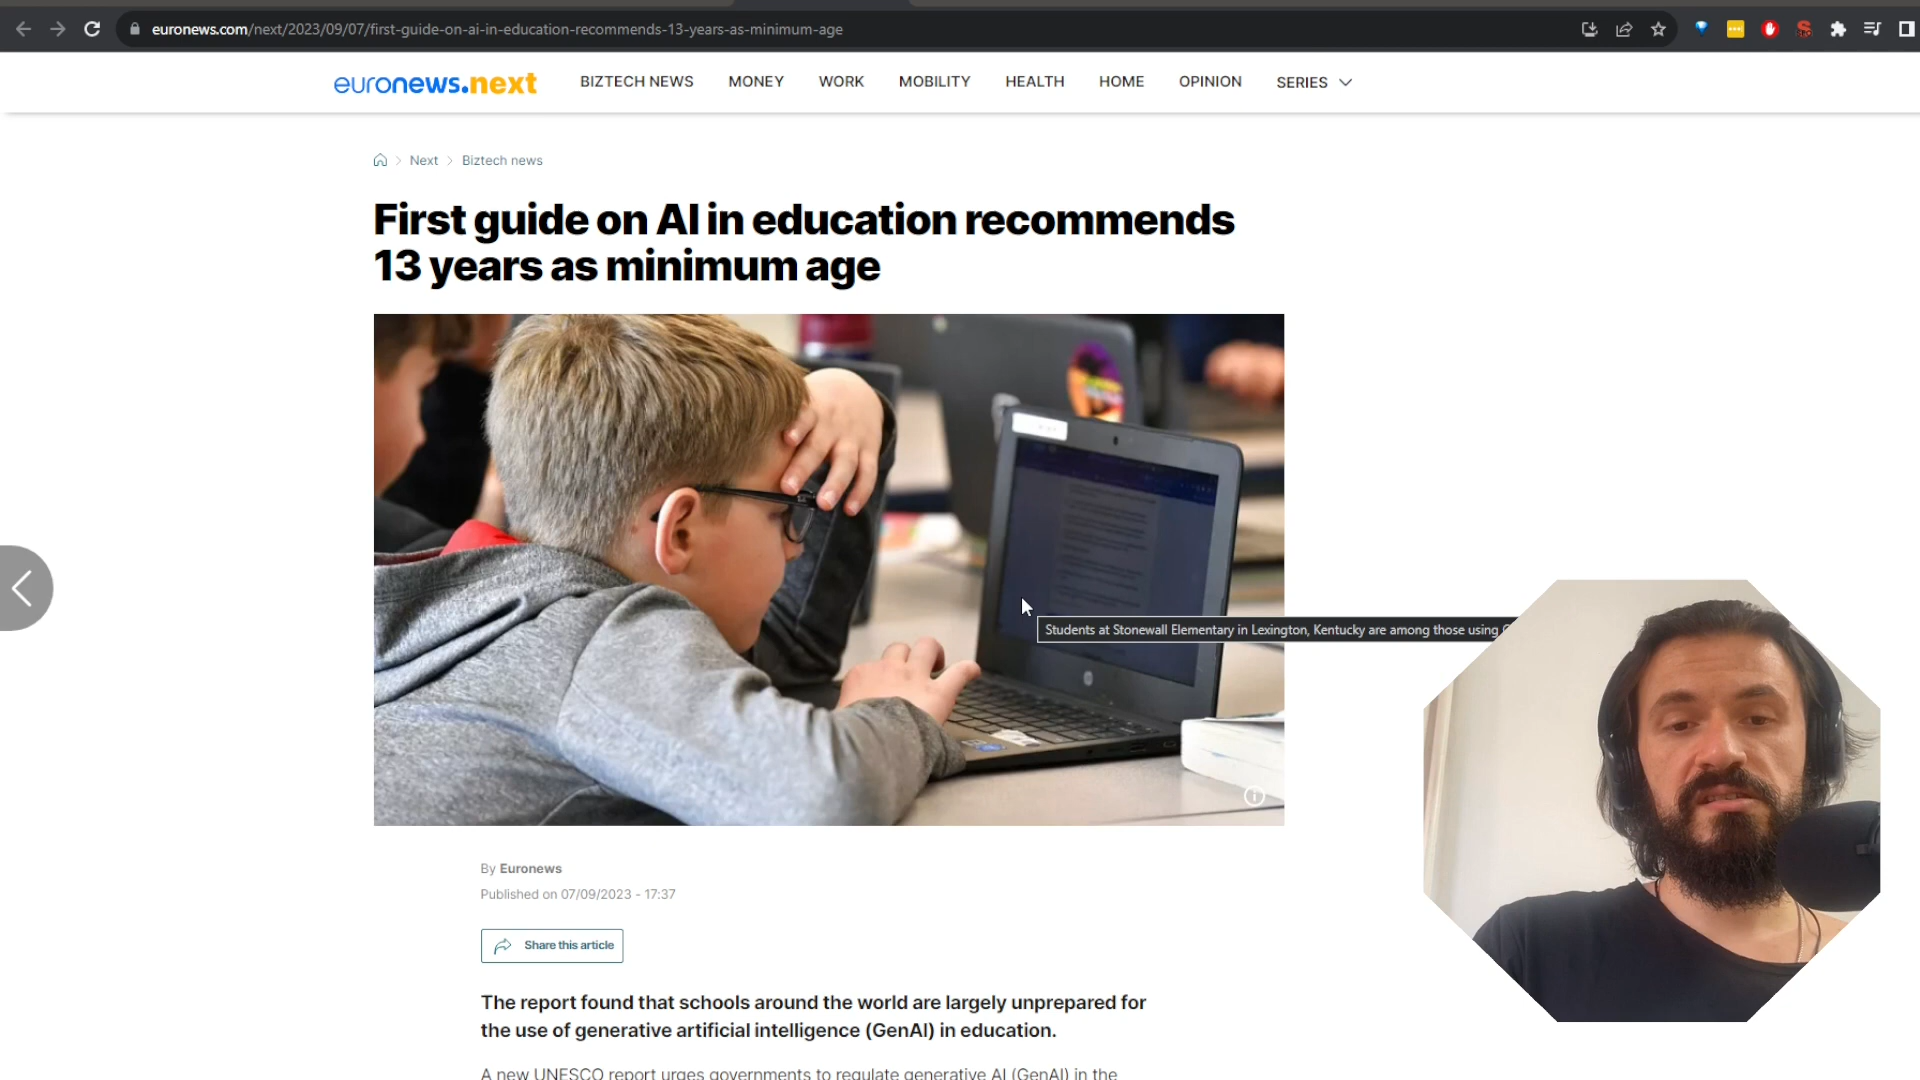 euronews.com/next/2023/09/07/first-guide-on-ai-in-education-recommends-13-years-as-minimum-age
euronews.next
BIZTECH NEWS
MONEY
WORK
MOBILITY
HEALTH
HOME
OPINION
SERIES
Next
Biztech news
First guide on AI in education recommends
13 years as minimum age
Students at Stonewall Elementary in Lexington, Kentucky are among those using
By Euronews
Published on 07/09/2023 - 17:37
Share this article
The report found that schools around the world are largely unprepared for
the use of generative artificial intelligence (GenAI) in education.
A new UNESCO report urges governments to regulate generative AI (GenAI) in the